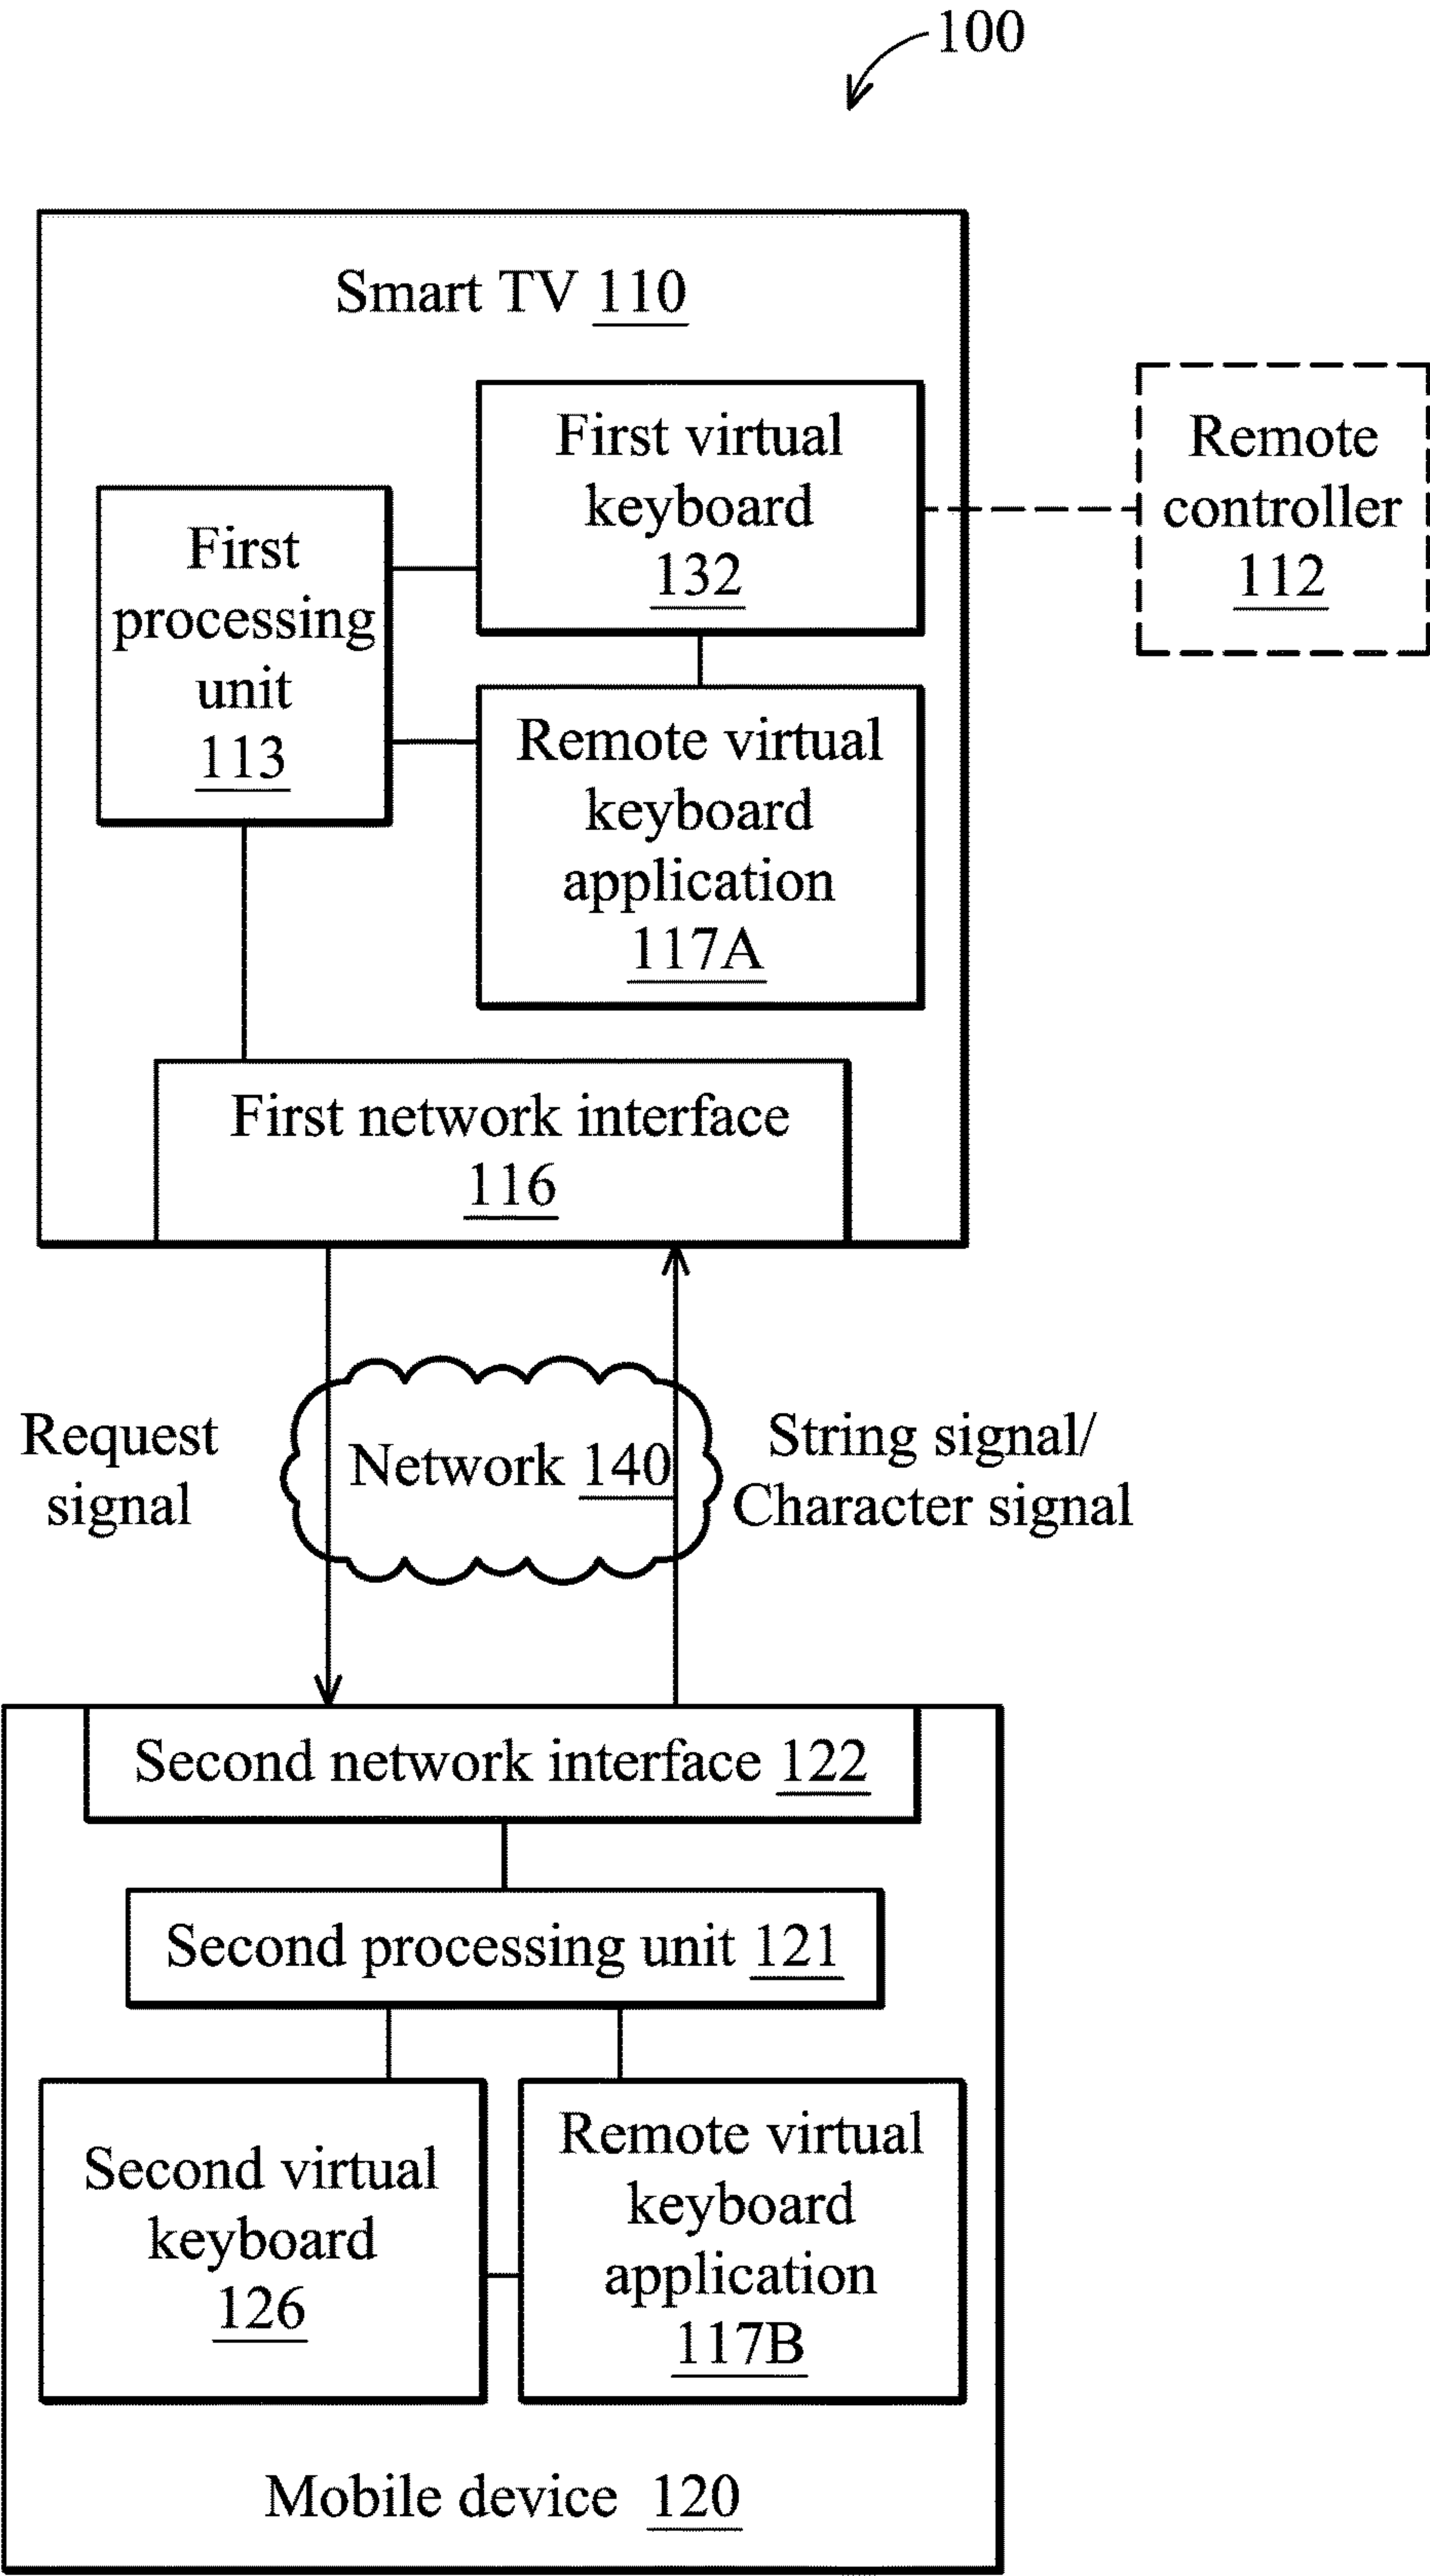 100
Smart TV 110
First virtual
keyboard
132
Remote
controller
112
First
processing
unit
113
Remote virtual
keyboard
application
117A
First network interface
116
Request
signal
Network 140
String signal/
Character signal
Second network interface 122
Second processing unit 121
Second virtual
keyboard
126
Remote virtual
keyboard
application
117B
Mobile device 120